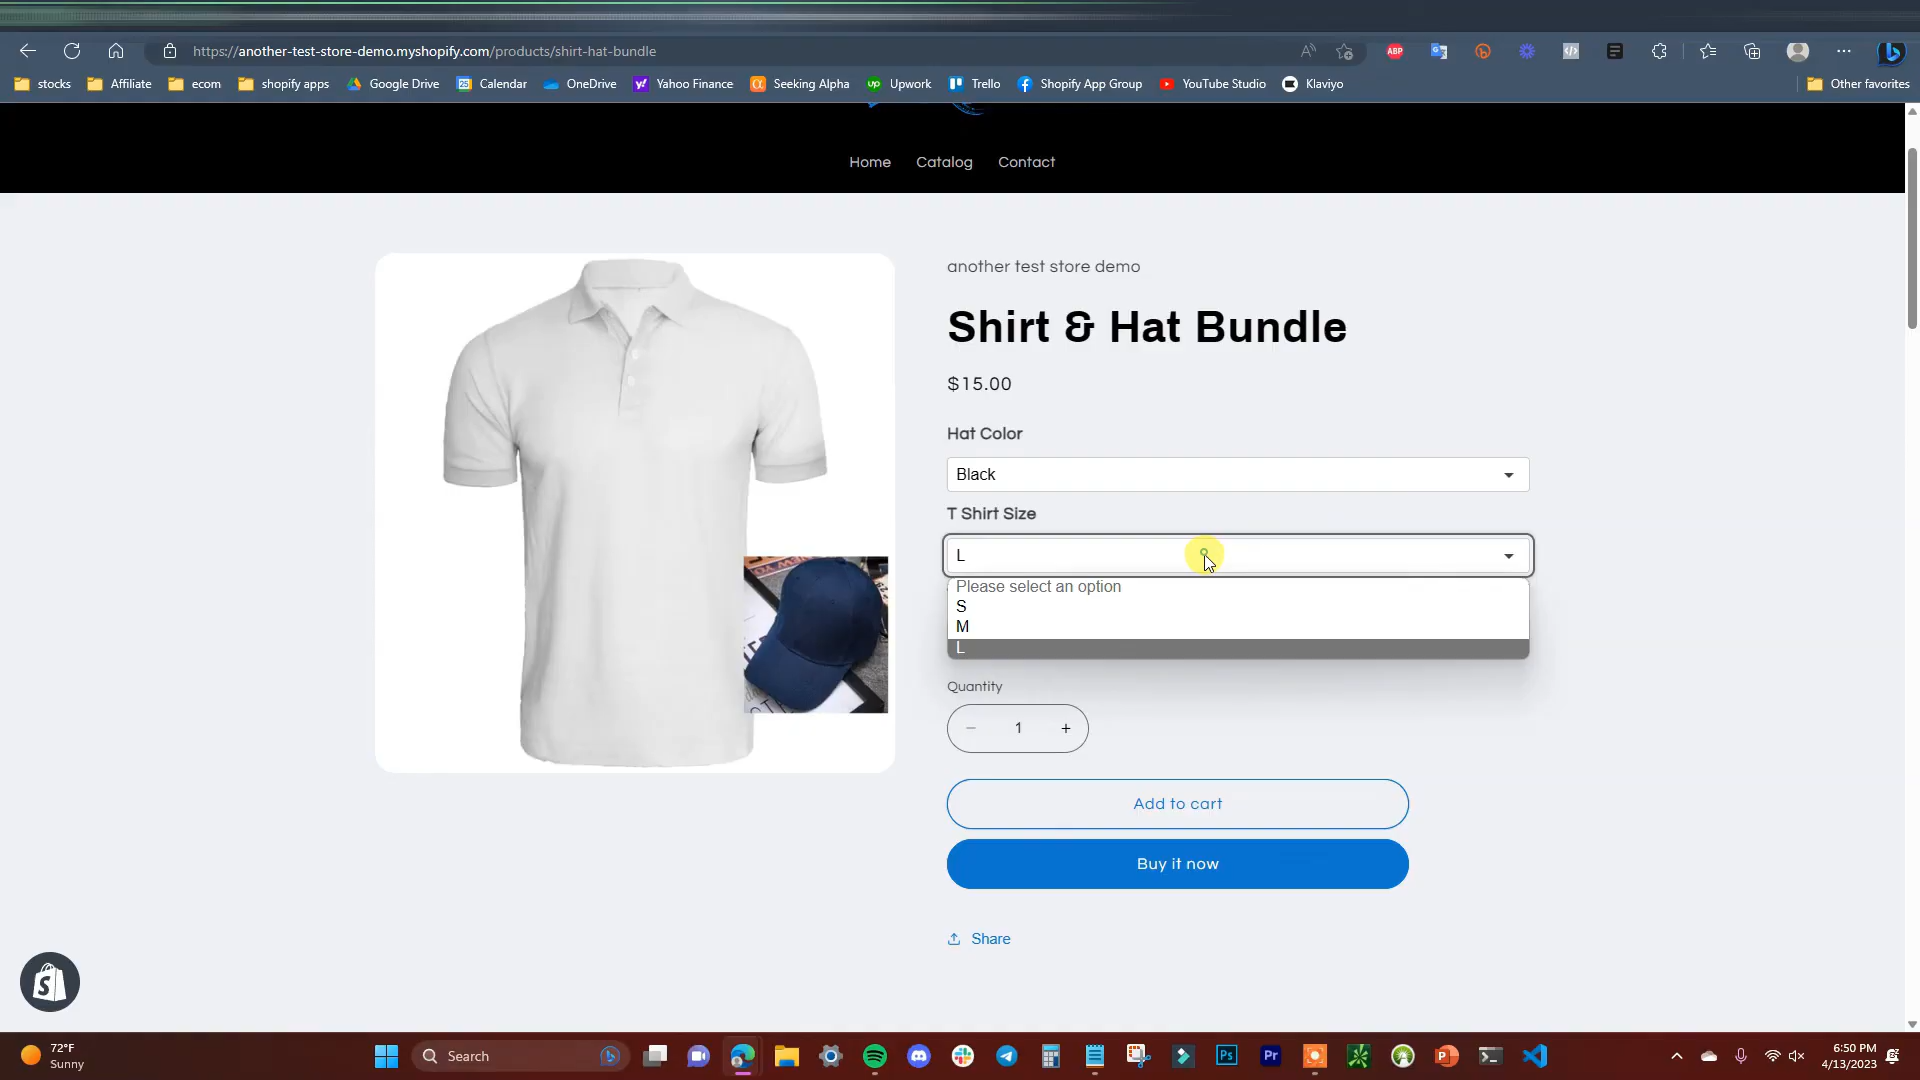 https://another-test-store-demo.myshopify.com/products/shirt-hat-bundle
stocks
Affiliate
ecom
shopify apps
Google Drive
Calendar
OneDrive
Yahoo Finance
Seeking Alpha
Upwork
Trello
Shopify App Group
YouTube Studio
Klaviyo
Other favorites
Home
Catalog
Contact
another test store demo
Shirt & Hat Bundle
$15.00
Hat Color
Black
T Shirt Size
L
Please select an option
S
M
L
Quantity
1
Add to cart
Buy it now
Share
72°F
Sunny
Search
6:50 PM
4/13/2023